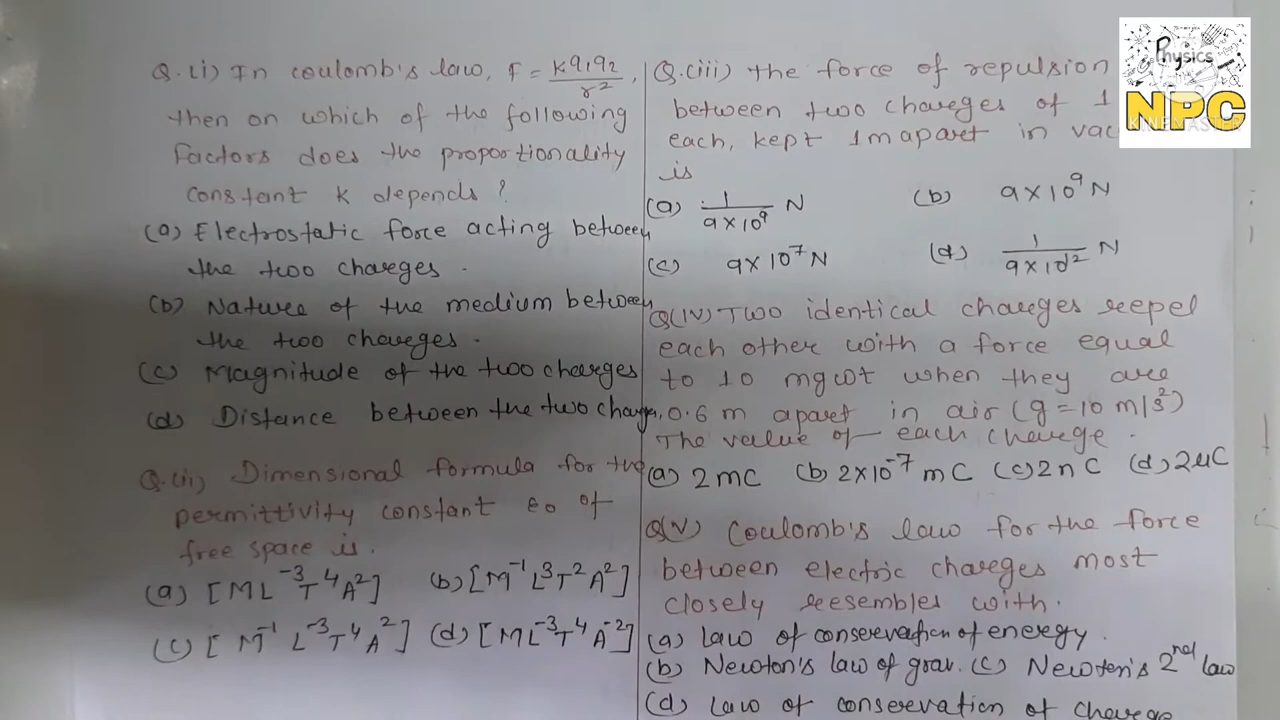 Q.(i) In coulomb's law, F = kq₁q₂/r²,
then on which of the following
factors does the proportionality
constant k depends?
(a) Electrostatic force acting between
the two charges.
(b) Nature of the medium between
the two charges.
(c) Magnitude of the two charges
(d) Distance between the two charges.
Q.(ii) Dimensional formula for the
permittivity constant ε₀ of
free space is.
(a) [ML⁻³T⁴A²] (b) [M⁻¹L³T²A²]
(c) [M⁻¹L⁻³T⁴A²] (d) [ML⁻³T⁴A⁻²]
Q.(iii) the force of repulsion
between two charges of 1
each, kept 1m apart in vac
is
(a) 1/9×10⁹ N (b) 9×10⁹ N
(c) 9×10⁷ N (d) 1/9×10¹² N
Q(IV) Two identical charges repel
each other with a force equal
to 10 mgwt when they are
0.6 m apart in air (g=10 m/s²)
The value of each charge.
(a) 2mC (b) 2×10⁻⁷ mC (c) 2nC (d) 2μC
Q(V) Coulomb's law for the force
between electric charges most
closely resembles with.
(a) law of conservation of energy.
(b) Newton's law of grav. (c) Newton's 2nd law
(d) law of conservation of charge
Physics
NPC
KINEMASTER